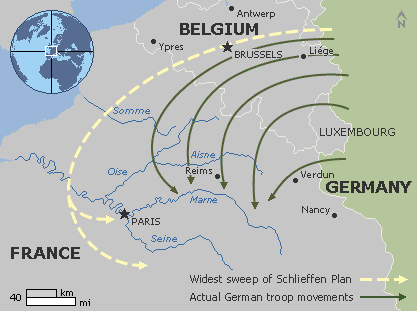 Antwerp
N
BELGIUM
Ypres
BRUSSELS
Liége
Somme
LUXEMBOURG
Aisne
Oise
Reims
Verdun
GERMANY
Marne
Nancy
PARIS
Seine
FRANCE
Widest sweep of Schlieffen Plan
40 km
mi
Actual German troop movements